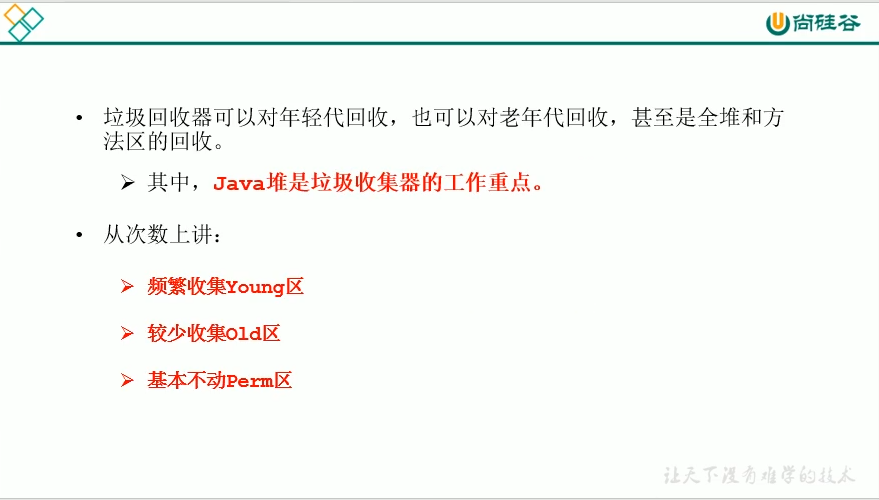 尚硅谷
• 垃圾回收器可以对年轻代回收，也可以对老年代回收，甚至是全堆和方
法区的回收。
➢ 其中，Java堆是垃圾收集器的工作重点。
• 从次数上讲：
➢ 频繁收集Young区
➢ 较少收集Old区
➢ 基本不动Perm区
让天下没有难学的技术